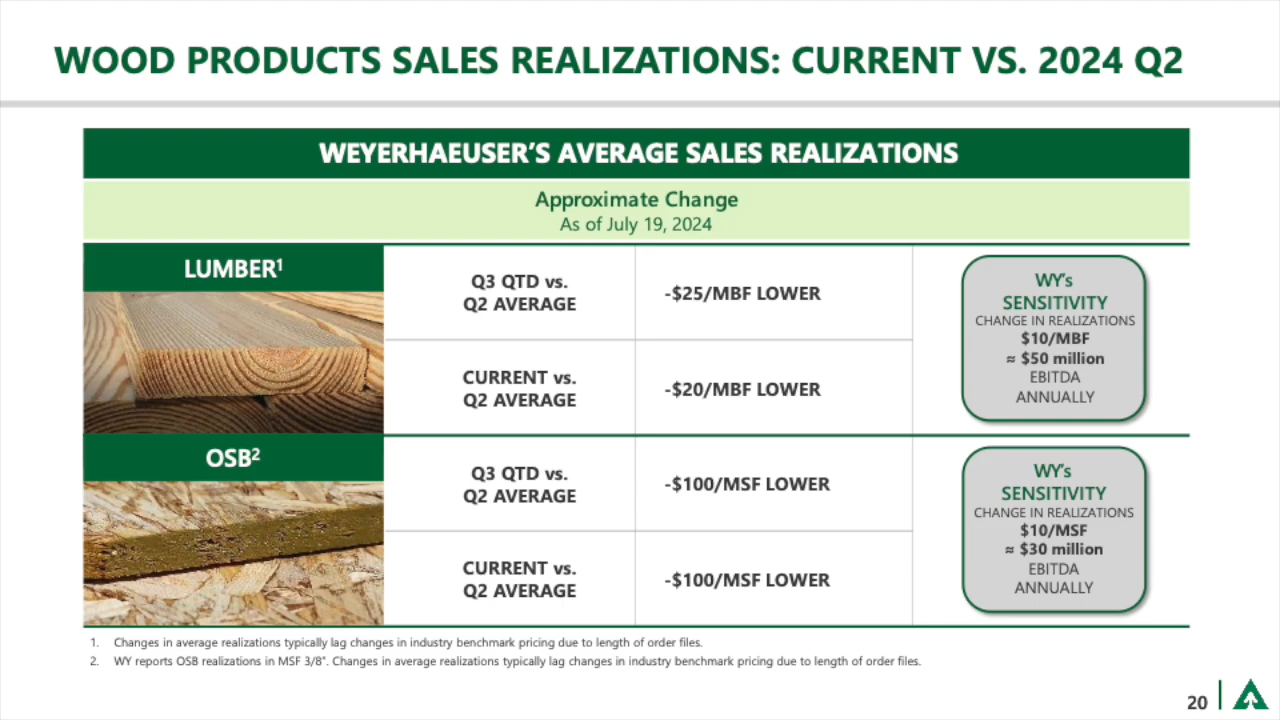 WOOD PRODUCTS SALES REALIZATIONS: CURRENT VS. 2024 Q2
WEYERHAEUSER’S AVERAGE SALES REALIZATIONS
Approximate Change
As of July 19, 2024
LUMBER¹
Q3 QTD vs.
Q2 AVERAGE
-$25/MBF LOWER
CURRENT vs.
Q2 AVERAGE
-$20/MBF LOWER
WY’s
SENSITIVITY
CHANGE IN REALIZATIONS
$10/MBF
≈ $50 million
EBITDA
ANNUALLY
OSB²
Q3 QTD vs.
Q2 AVERAGE
-$100/MSF LOWER
CURRENT vs.
Q2 AVERAGE
-$100/MSF LOWER
WY’s
SENSITIVITY
CHANGE IN REALIZATIONS
$10/MSF
≈ $30 million
EBITDA
ANNUALLY
1. Changes in average realizations typically lag changes in industry benchmark pricing due to length of order files.
2. WY reports OSB realizations in MSF 3/8". Changes in average realizations typically lag changes in industry benchmark pricing due to length of order files.
20